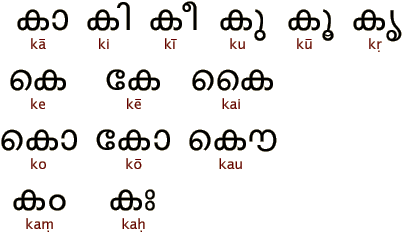 കാ കി കീ കു കൂ കൃ
kā ki kī ku kū kṛ
കെ കേ കൈ
ke kē kai
കൊ കോ കൌ
ko kō kau
കം കഃ
kaṃ kaḥ